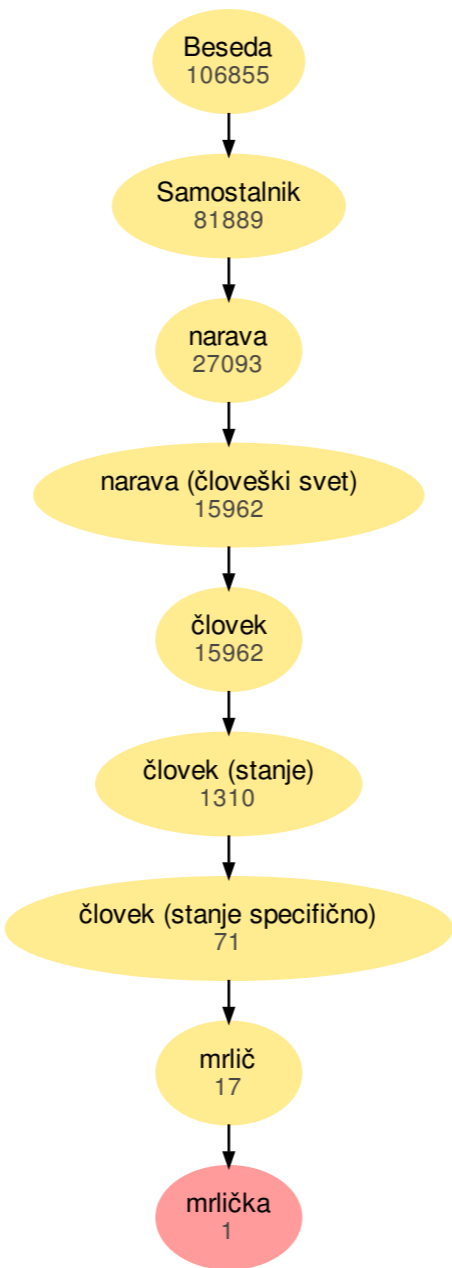 Beseda
106855
Samostalnik
81889
narava
27093
narava (človeški svet)
15962
človek
15962
človek (stanje)
1310
človek (stanje specifično)
71
mrlič
17
mrlička
1